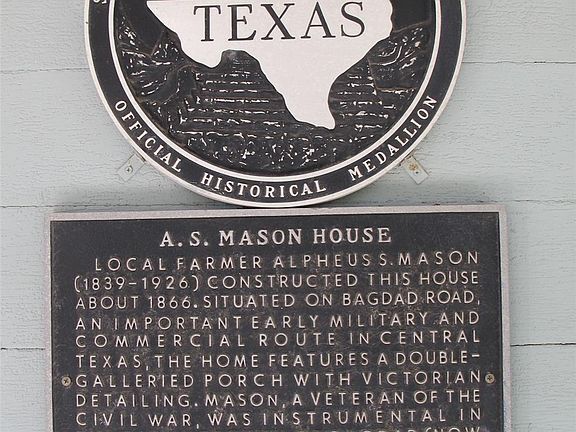 TEXAS
OFFICIAL HISTORICAL MEDALLION
A. S. MASON HOUSE
LOCAL FARMER ALPHEUS S. MASON
(1839-1926) CONSTRUCTED THIS HOUSE
ABOUT 1866. SITUATED ON BAGDAD ROAD,
AN IMPORTANT EARLY MILITARY AND
COMMERCIAL ROUTE IN CENTRAL
TEXAS, THE HOME FEATURES A DOUBLE-
GALLERIED PORCH WITH VICTORIAN
DETAILING. MASON, A VETERAN OF THE
CIVIL WAR, WAS INSTRUMENTAL IN